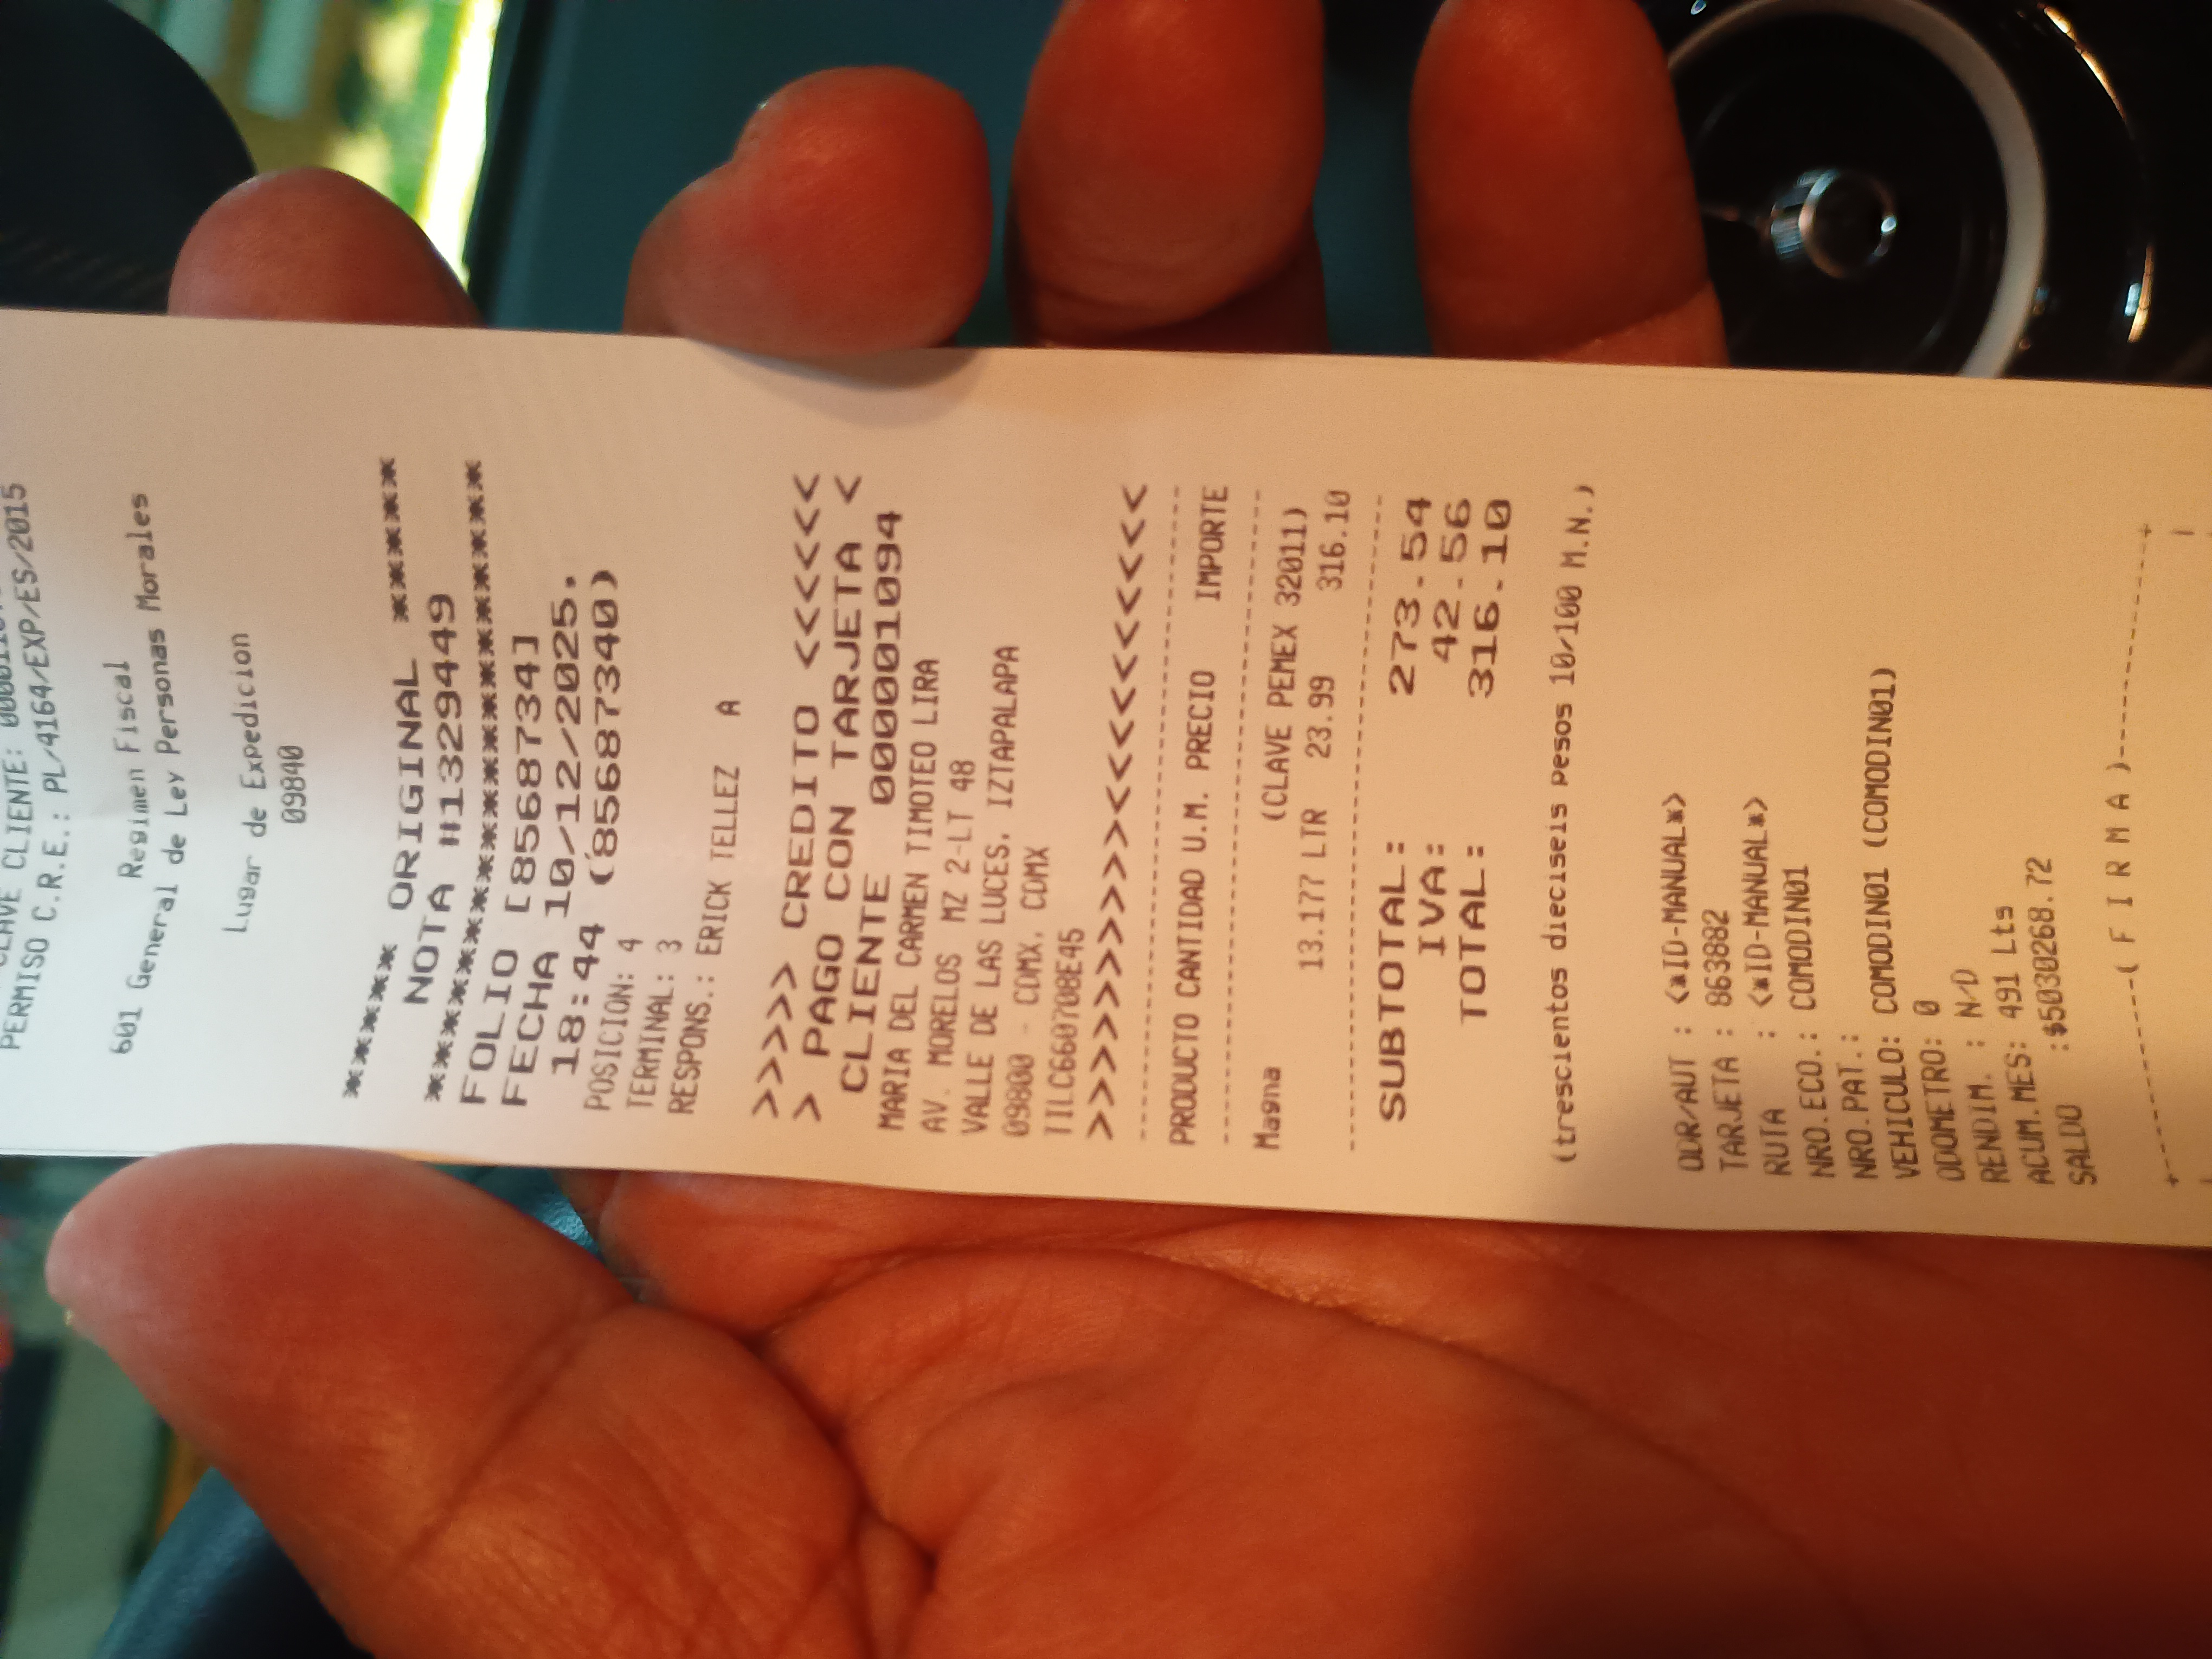 CLAVE CLIENTE:
PERMISO C.R.E.: PL/4164/EXP/ES/2015
Regimen Fiscal
601 General de Ley Personas Morales
Lugar de Expedicion
09840
****** ORIGINAL ******
NOTA #1329449
*****************************
FOLIO [8568734]
FECHA 10/12/2025,
18:44 (85687340)
POSICION: 4
TERMINAL: 3
RESPONS.: ERICK TELLEZ A
>>>>> CREDITO <<<<<<
> PAGO CON TARJETA <
CLIENTE 0000001094
MARIA DEL CARMEN TIMOTEO LIRA
AV. MORELOS MZ 2-LT 48
VALLE DE LAS LUCES, IZTAPALAPA
09800 - CDMX, CDMX
TILC660708E45
>>>>>>>>>><<<<<<<<<<
PRODUCTO CANTIDAD U.M. PRECIO IMPORTE
Magna (CLAVE PEMEX 32011)
13.177 LTR 23.99 316.10
SUBTOTAL: 273.54
IVA: 42.56
TOTAL: 316.10
(trescientos dieciseis pesos 10/100 M.N.)
ODR/AUT : <*ID-MANUAL*>
TARJETA : 863882
RUTA : <*ID-MANUAL*>
NRO.ECO.: COMODIN01
NRO.PAT.:
VEHICULO: COMODIN01 (COMODIN01)
ODOMETRO: 0
RENDIM. : N/D
ACUM.MES: 491 Lts
SALDO :$5030268.72
+----------( F I R M A )----------+